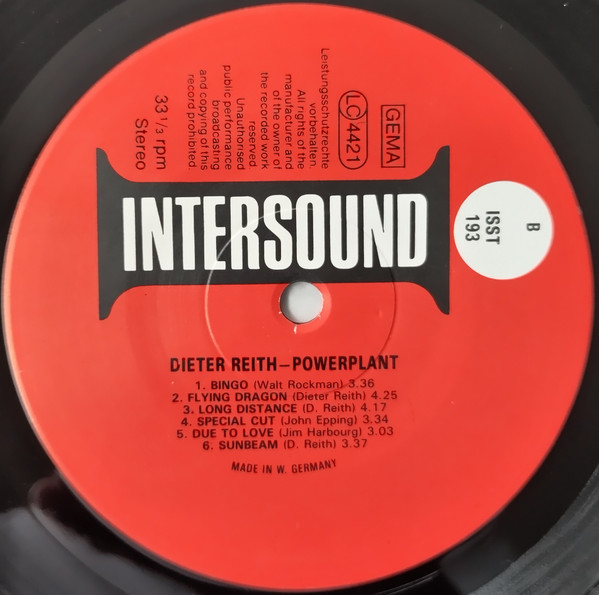 GEMA
LC 4421
Leistungsschutzrechte
vorbehalten
All rights of the
manufacturer and
of the owner of
the recorded work
reserved
Unauthorised
public performance
broadcasting
and copying of this
record prohibited.
33 1/3 rpm
Stereo
INTERSOUND
B
ISST
193
DIETER REITH—POWERPLANT
1. BINGO (Walt Rockman) 3.36
2. FLYING DRAGON (Dieter Reith) 4.25
3. LONG DISTANCE (D. Reith) 4.17
4. SPECIAL CUT (John Epping) 3.34
5. DUE TO LOVE (Jim Harbourg) 3.03
6. SUNBEAM (D. Reith) 3.37
MADE IN W. GERMANY